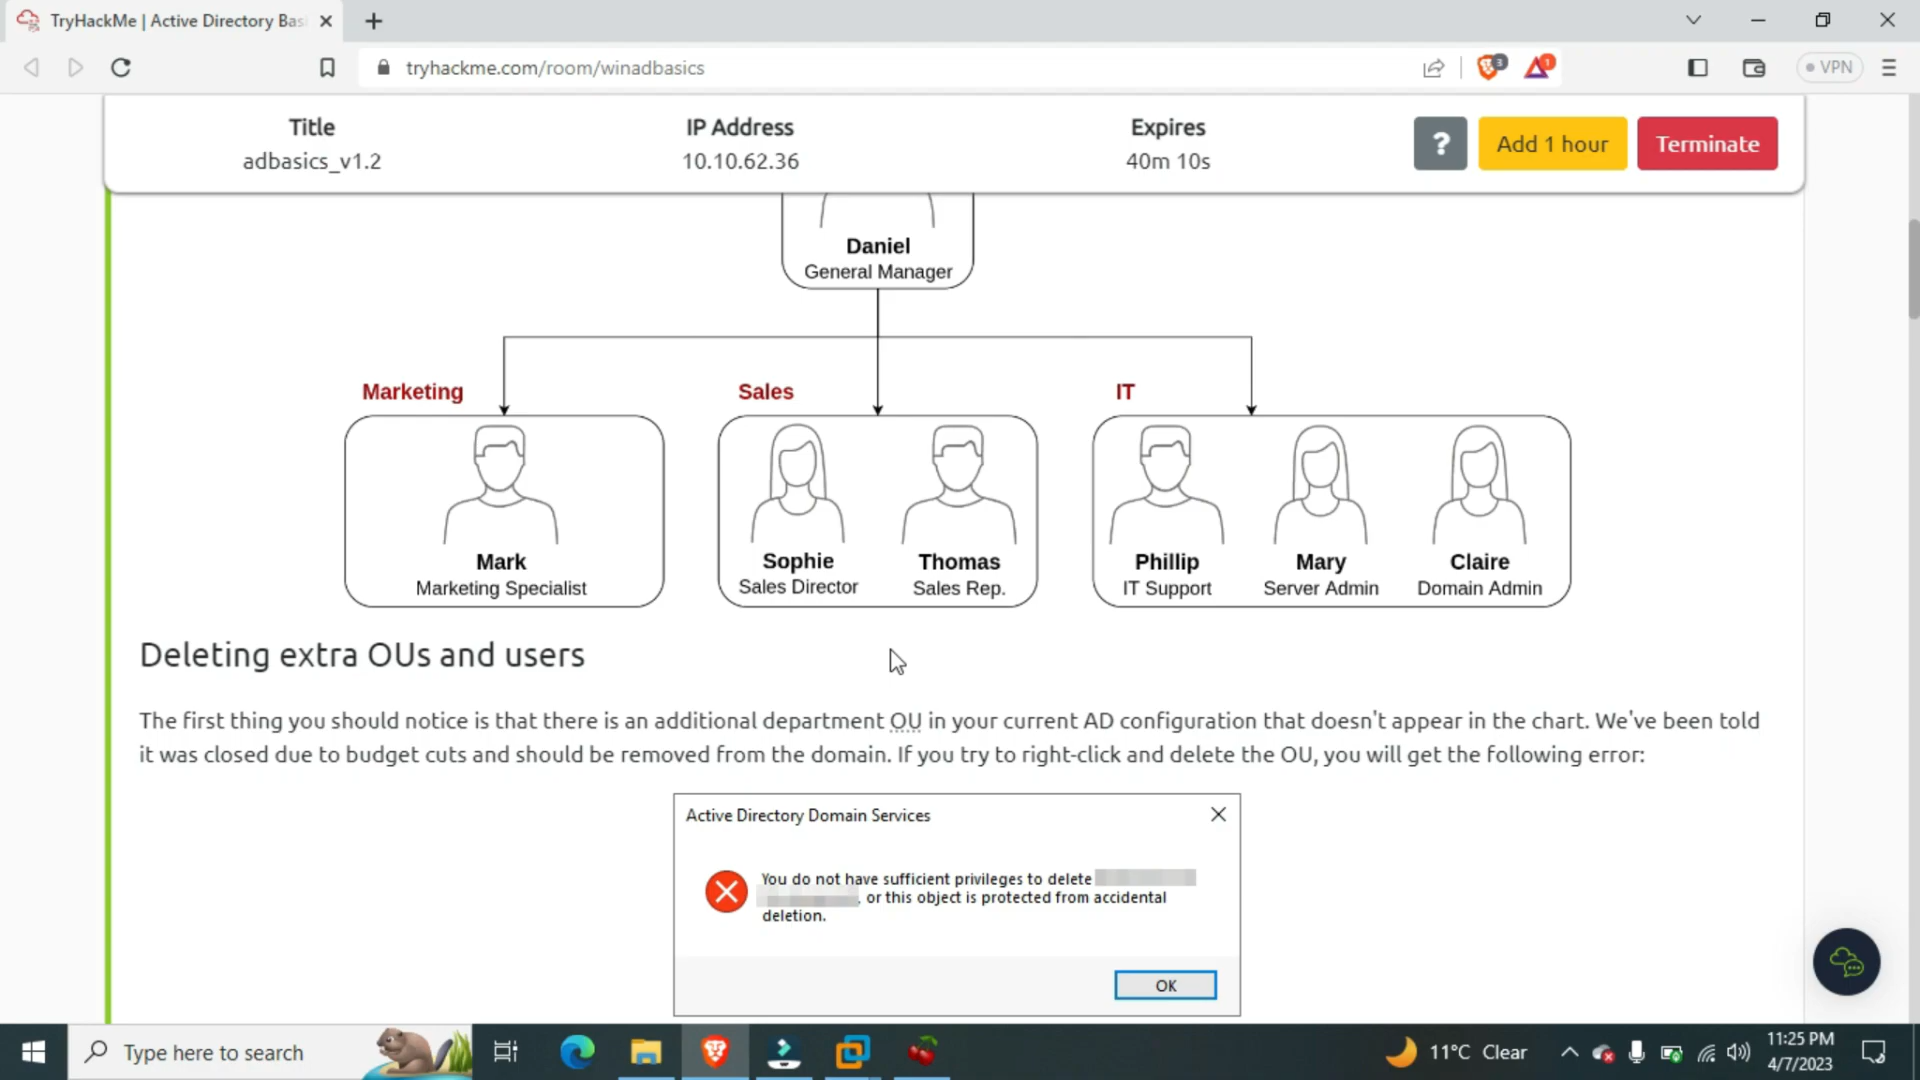 TryHackMe | Active Directory Bas
tryhackme.com/room/winadbasics
3
1
VPN
Title
IP Address
Expires
adbasics_v1.2
10.10.62.36
40m 10s
?
Add 1 hour
Terminate
Daniel
General Manager
Marketing
Sales
IT
Mark
Marketing Specialist
Sophie
Sales Director
Thomas
Sales Rep.
Phillip
IT Support
Mary
Server Admin
Claire
Domain Admin
Deleting extra OUs and users
The first thing you should notice is that there is an additional department OU in your current AD configuration that doesn't appear in the chart. We've been told
it was closed due to budget cuts and should be removed from the domain. If you try to right-click and delete the OU, you will get the following error:
Active Directory Domain Services
You do not have sufficient privileges to delete
, or this object is protected from accidental
deletion.
OK
Type here to search
11°C Clear
11:25 PM
4/7/2023